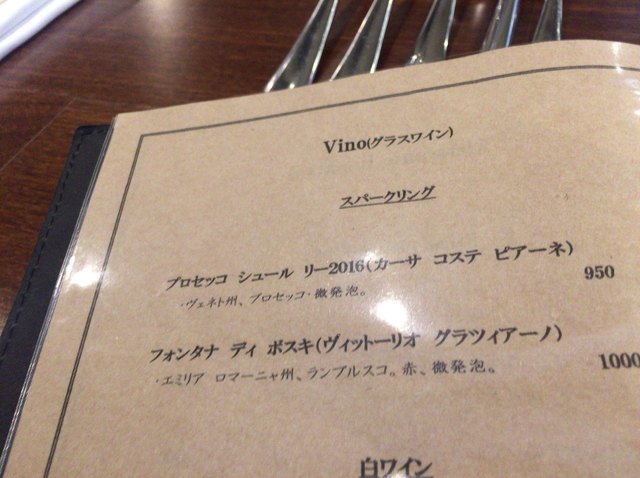 Vino(グラスワイン)
スパークリング
プロセッコ シュール リー2016(カーサ コステ ピアーネ)
950
・ヴェネト州、プロセッコ・微発泡。
フォンタナ ディ ボスキ(ヴィットーリオ グラツィアーノ)
1000
・エミリア ロマーニャ州、ランブルスコ。赤、微発泡。
白ワイン